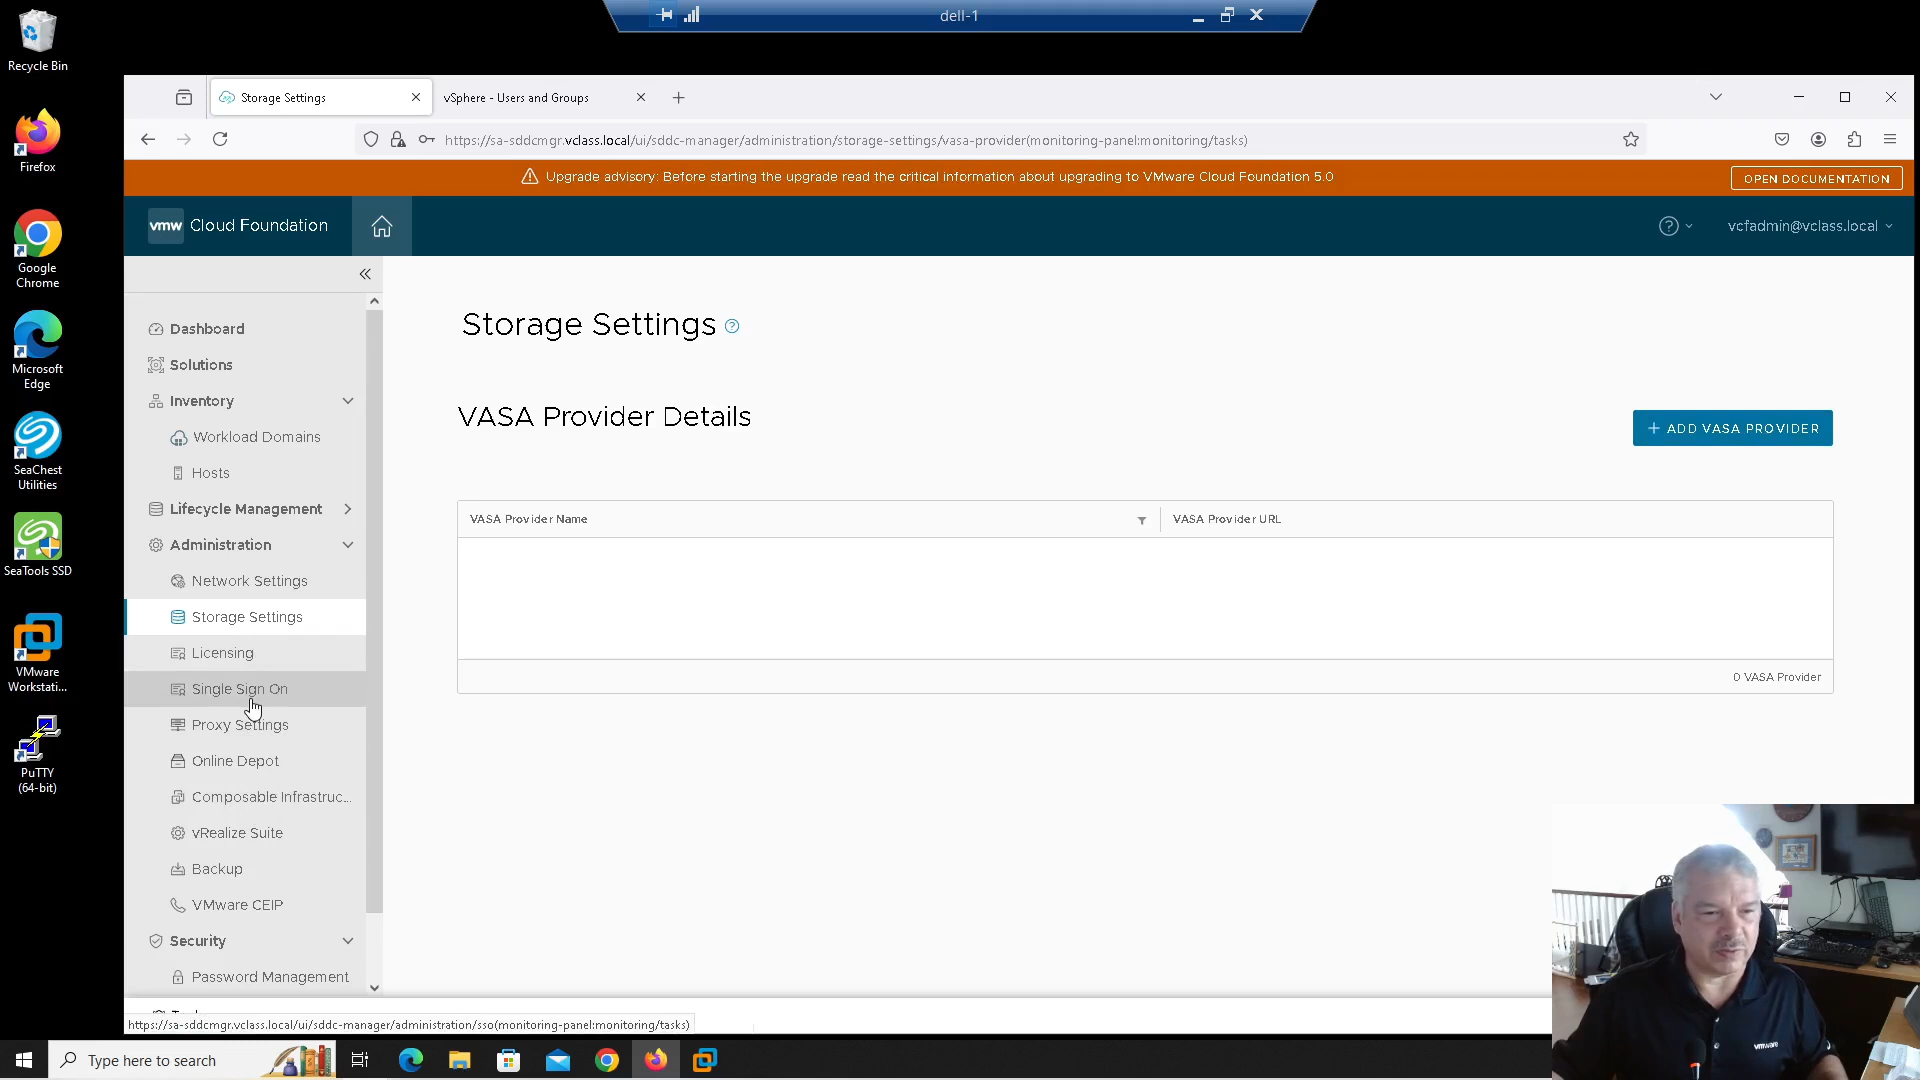 dell-1
Recycle Bin
Firefox
Google
Chrome
Microsoft
Edge
SeaChest
Utilities
SeaTools SSD
VMware
Workstati...
PuTTY
(64-bit)
Storage Settings
vSphere - Users and Groups
https://sa-sddcmgr.vclass.local/ui/sddc-manager/administration/storage-settings/vasa-provider(monitoring-panel:monitoring/tasks)
Upgrade advisory: Before starting the upgrade read the critical information about upgrading to VMware Cloud Foundation 5.0
OPEN DOCUMENTATION
vmw Cloud Foundation
vcfadmin@vclass.local
Dashboard
Solutions
Inventory
Workload Domains
Hosts
Lifecycle Management
Administration
Network Settings
Storage Settings
Licensing
Single Sign On
Proxy Settings
Online Depot
Composable Infrastruc...
vRealize Suite
Backup
VMware CEIP
Security
Password Management
Storage Settings
VASA Provider Details
+ ADD VASA PROVIDER
VASA Provider Name
VASA Provider URL
0 VASA Provider
https://sa-sddcmgr.vclass.local/ui/sddc-manager/administration/sso(monitoring-panel:monitoring/tasks)
Type here to search
vmware